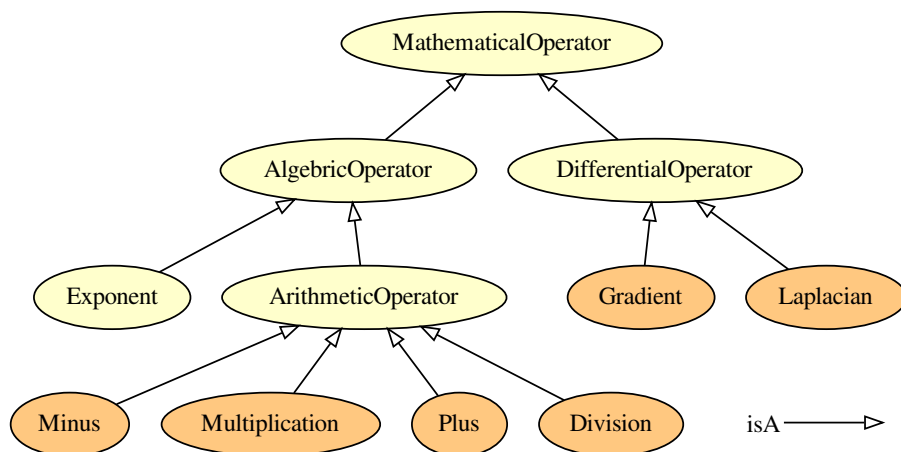 MathematicalOperator
AlgebricOperator
DifferentialOperator
Exponent
ArithmeticOperator
Gradient
Laplacian
Minus
Multiplication
Plus
Division
isA